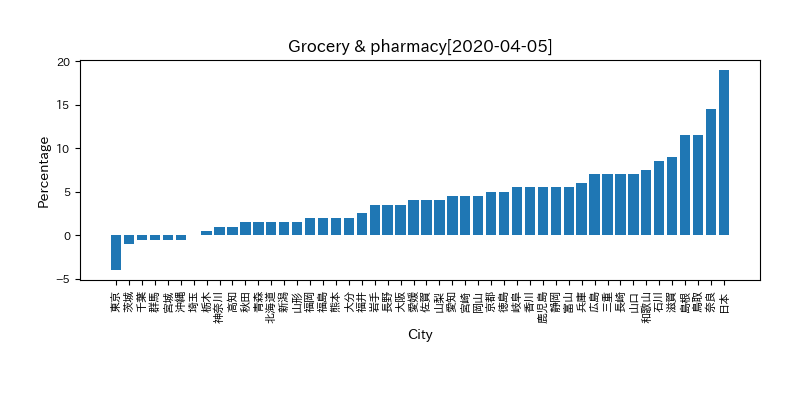 Grocery & pharmacy[2020-04-05]
Percentage
20
15
10
5
0
−5
東京
茨城
千葉
群馬
宮城
沖縄
埼玉
栃木
神奈川
高知
秋田
青森
北海道
新潟
山形
福岡
福島
熊本
大分
福井
岩手
長野
大阪
愛媛
佐賀
山梨
愛知
宮崎
岡山
京都
徳島
岐阜
香川
鹿児島
静岡
富山
兵庫
広島
三重
長崎
山口
和歌山
石川
滋賀
島根
鳥取
奈良
日本
City